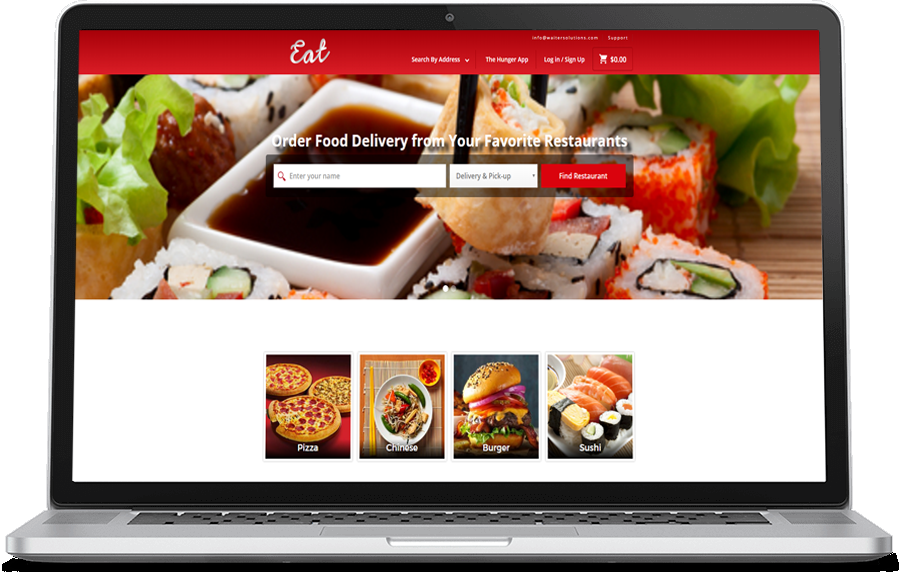 info@waitersolutions.com Support
Eat
Search By Address The Hunger App Log in / Sign Up $0.00
Order Food Delivery from Your Favorite Restaurants
Enter your name Delivery & Pick-up Find Restaurant
Pizza Chinese Burger Sushi